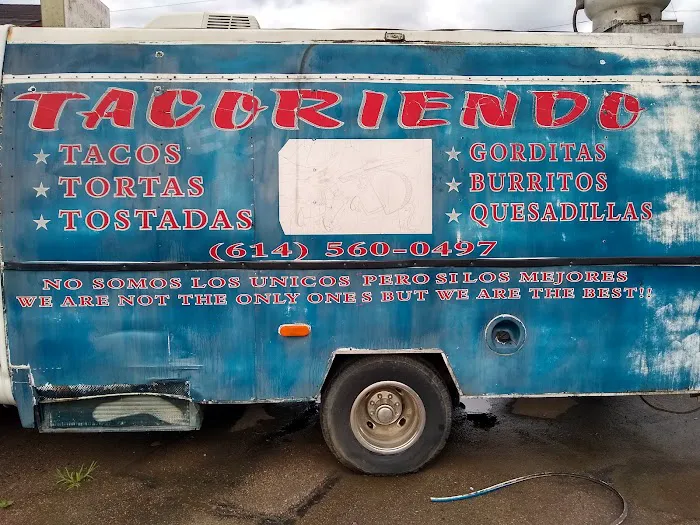 TACORIENDO
TACOS
TORTAS
TOSTADAS
GORDITAS
BURRITOS
QUESADILLAS
(614) 560-0497
NO SOMOS LOS UNICOS PERO SI LOS MEJORES
WE ARE NOT THE ONLY ONES BUT WE ARE THE BEST!!